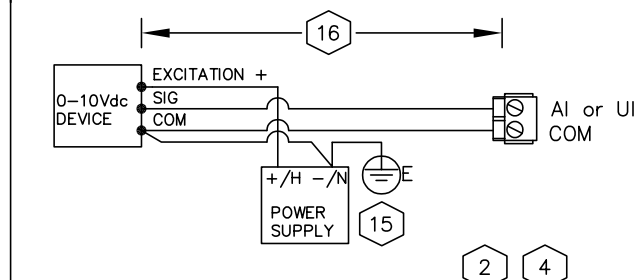 16
EXCITATION +
0-10Vdc
DEVICE
SIG
COM
AI or UI
COM
+/H -/N
E
POWER
SUPPLY
15
2 4